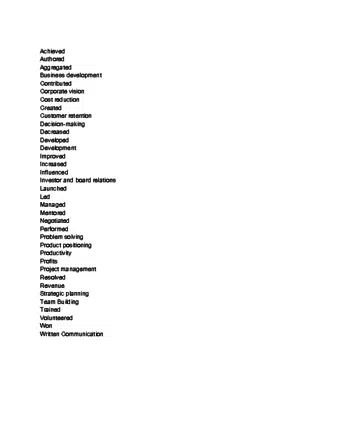 Achieved
Authored
Aggregated
Business development
Contributed
Corporate vision
Cost reduction
Created
Customer retention
Decision-making
Decreased
Developed
Development
Improved
Increased
Influenced
Investor and board relations
Launched
Led
Managed
Mentored
Negotiated
Performed
Problem solving
Product positioning
Productivity
Profits
Project management
Resolved
Revenue
Strategic planning
Team Building
Trained
Volunteered
Won
Written Communication